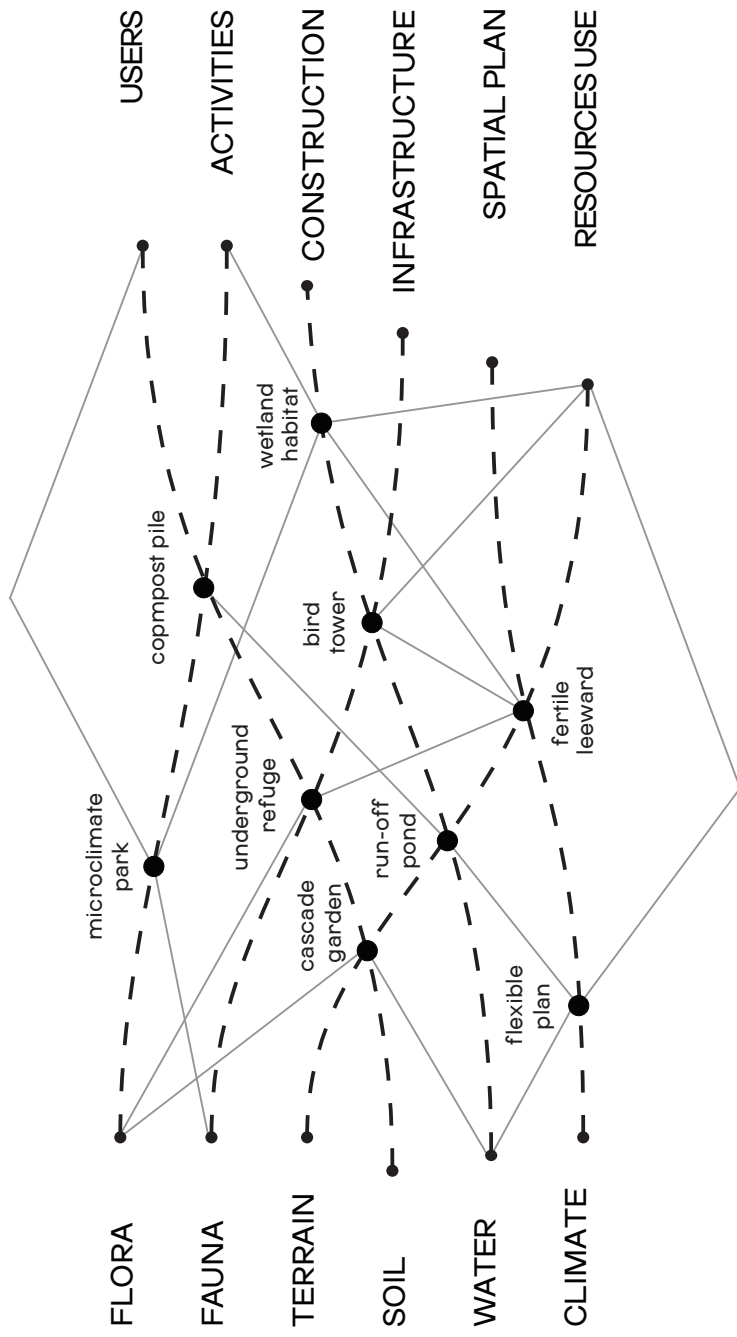 USERS
ACTIVITIES
CONSTRUCTION
INFRASTRUCTURE
SPATIAL PLAN
RESOURCES USE
wetland
habitat
copmpost pile
bird
tower
fertile
leeward
underground
refuge
microclimate
park
run-off
pond
cascade
garden
flexible
plan
FLORA
FAUNA
TERRAIN
SOIL
WATER
CLIMATE